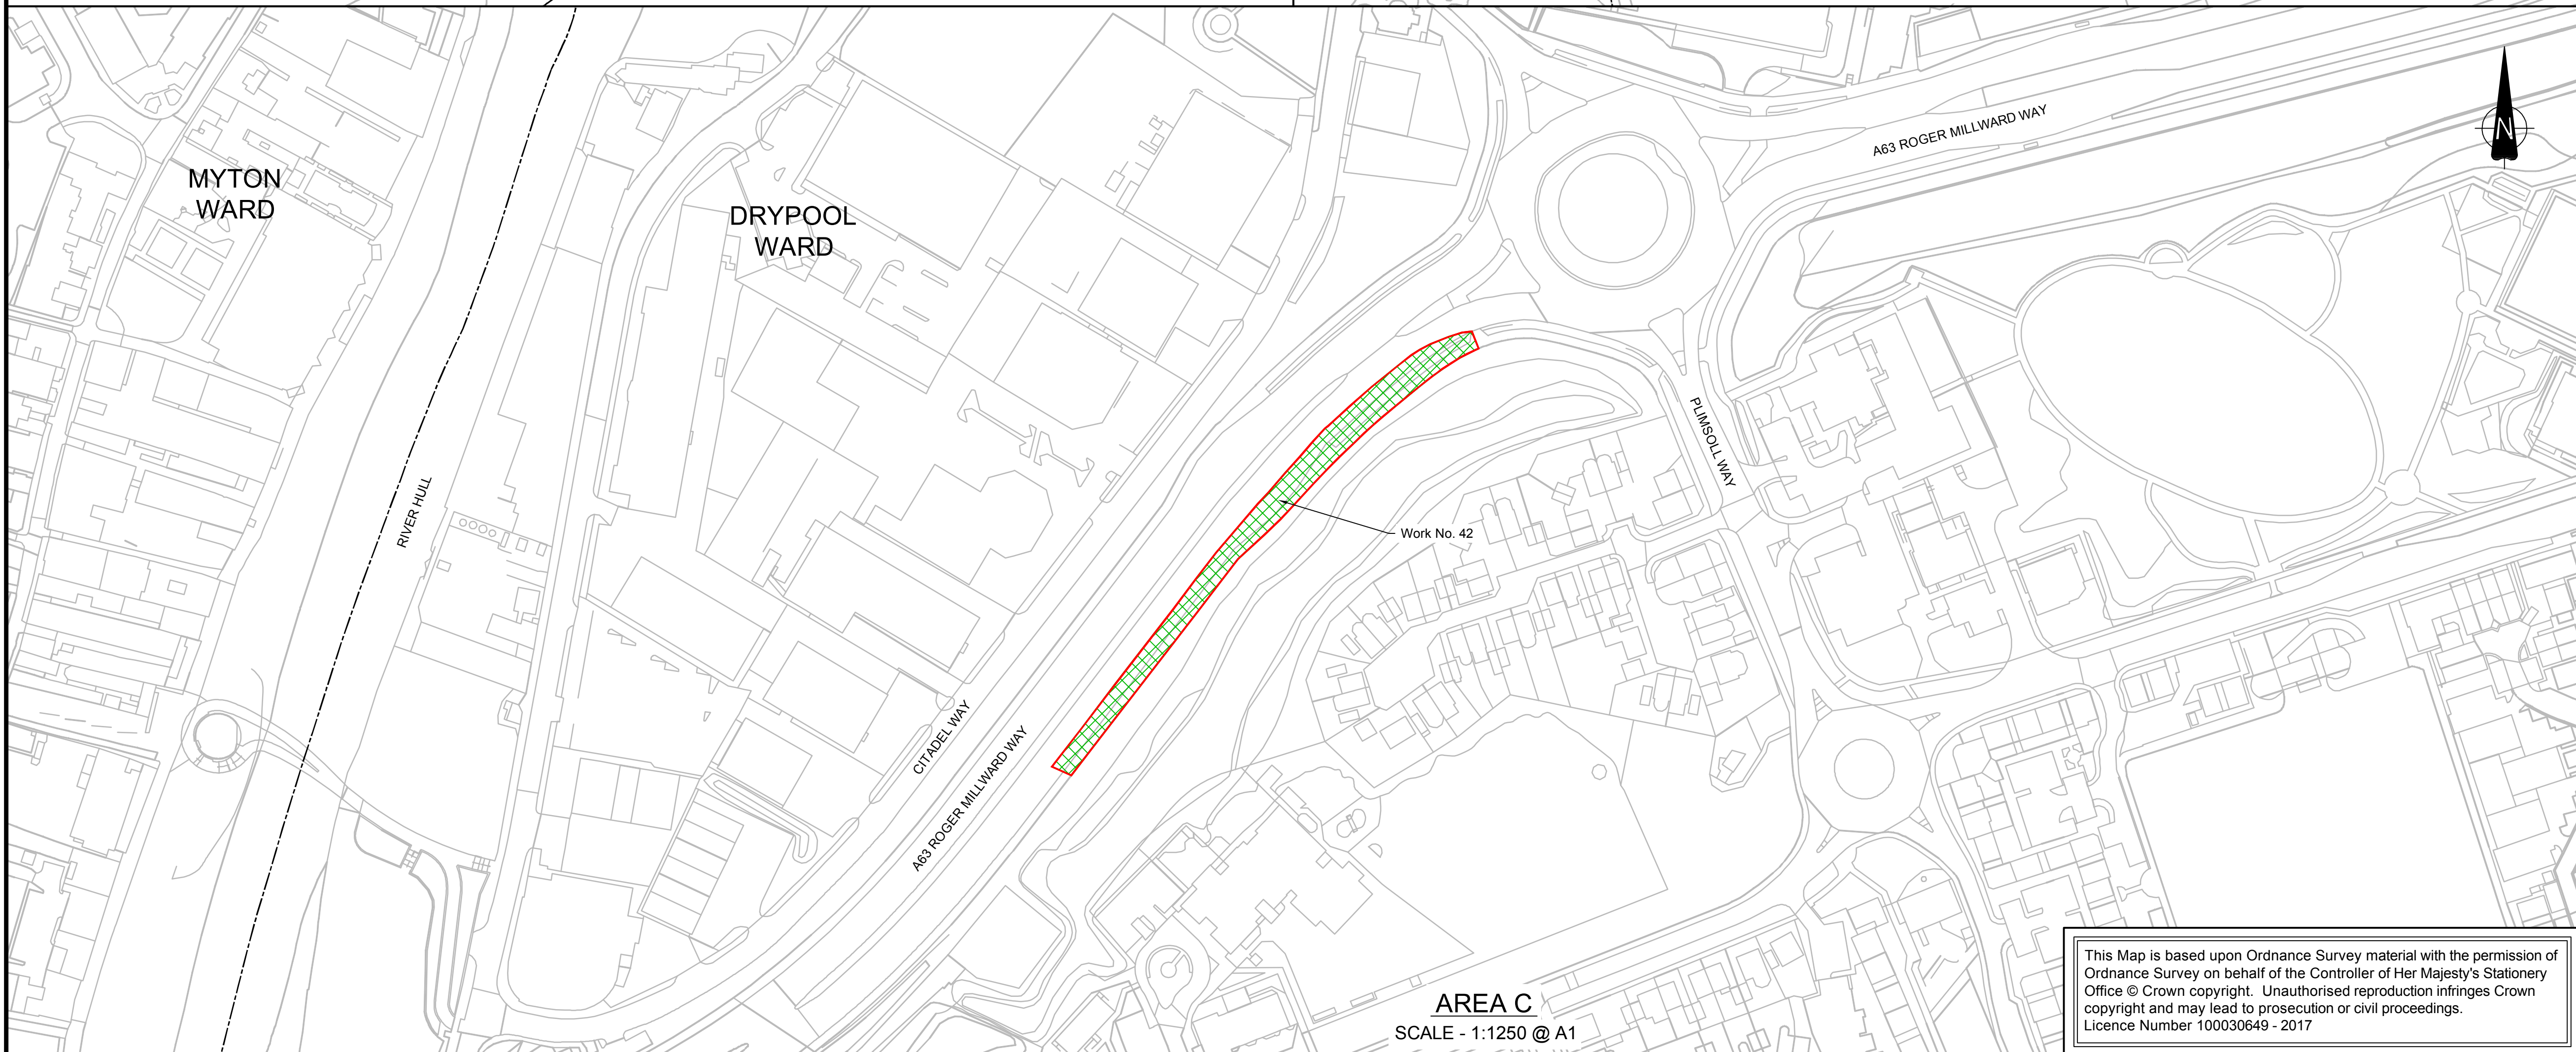 MYTON
WARD
DRYPOOL
WARD
A63 ROGER MILLWARD WAY
N
RIVER HULL
PLIMSOLL WAY
Work No. 42
CITADEL WAY
A63 ROGER MILLWARD WAY
AREA C
SCALE - 1:1250 @ A1
This Map is based upon Ordnance Survey material with the permission of
Ordnance Survey on behalf of the Controller of Her Majesty's Stationery
Office © Crown copyright. Unauthorised reproduction infringes Crown
copyright and may lead to prosecution or civil proceedings.
Licence Number 100030649 - 2017